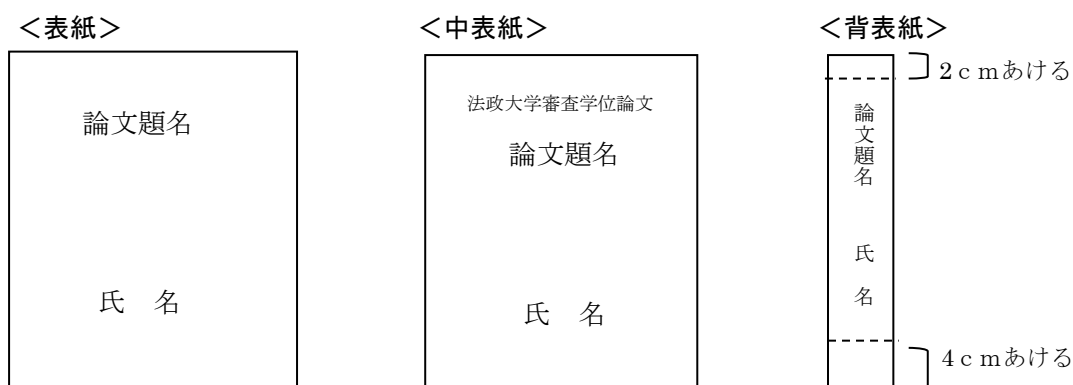 ＜表紙＞
論文題名
氏　名
＜中表紙＞
法政大学審査学位論文
論文題名
氏　名
＜背表紙＞
2ｃｍあける
論文題名
氏　名
4ｃｍあける